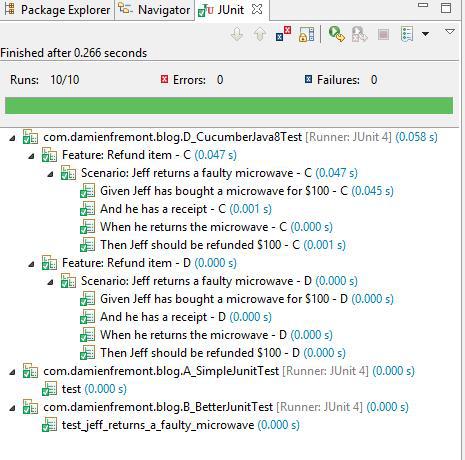 Package Explorer Navigator JUnit
Finished after 0.266 seconds
Runs: 10/10 Errors: 0 Failures: 0
com.damienfremont.blog.D_CucumberJava8Test [Runner: JUnit 4] (0.058 s)
Feature: Refund item - C (0.047 s)
Scenario: Jeff returns a faulty microwave - C (0.047 s)
Given Jeff has bought a microwave for $100 - C (0.045 s)
And he has a receipt - C (0.001 s)
When he returns the microwave - C (0.000 s)
Then Jeff should be refunded $100 - C (0.001 s)
Feature: Refund item - D (0.000 s)
Scenario: Jeff returns a faulty microwave - D (0.000 s)
Given Jeff has bought a microwave for $100 - D (0.000 s)
And he has a receipt - D (0.000 s)
When he returns the microwave - D (0.000 s)
Then Jeff should be refunded $100 - D (0.000 s)
com.damienfremont.blog.A_SimpleJunitTest [Runner: JUnit 4] (0.000 s)
test (0.000 s)
com.damienfremont.blog.B_BetterJunitTest [Runner: JUnit 4] (0.000 s)
test_jeff_returns_a_faulty_microwave (0.000 s)